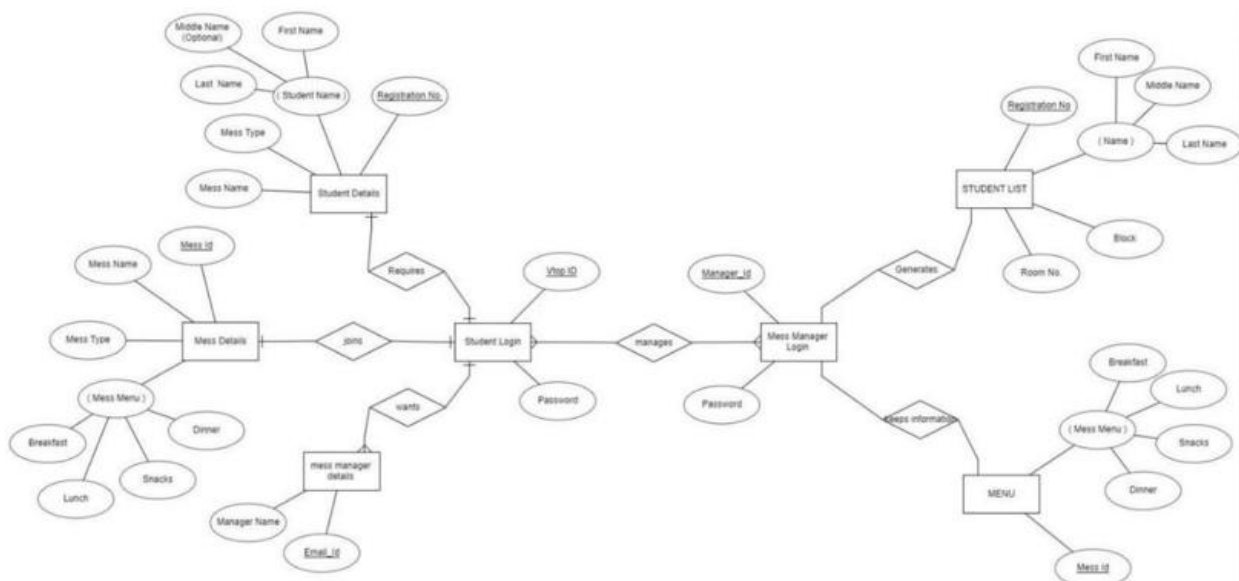 Middle Name
(Optional)
First Name
Last Name
( Student Name )
Registration No.
Mess Type
Mess Name
Student Details
Requires
Mess Id
Mess Name
Mess Type
Mess Details
( Mess Menu )
Breakfast
Lunch
Snacks
Dinner
joins
Vtop ID
Student Login
Password
wants
mess manager
details
Manager Name
Email_Id
manages
Manager_Id
Mess Manager
Login
Password
Generates
First Name
Middle Name
Last Name
( Name )
Registration No
STUDENT LIST
Block
Room No.
Keeps information
Breakfast
Lunch
( Mess Menu )
Snacks
Dinner
MENU
Mess Id